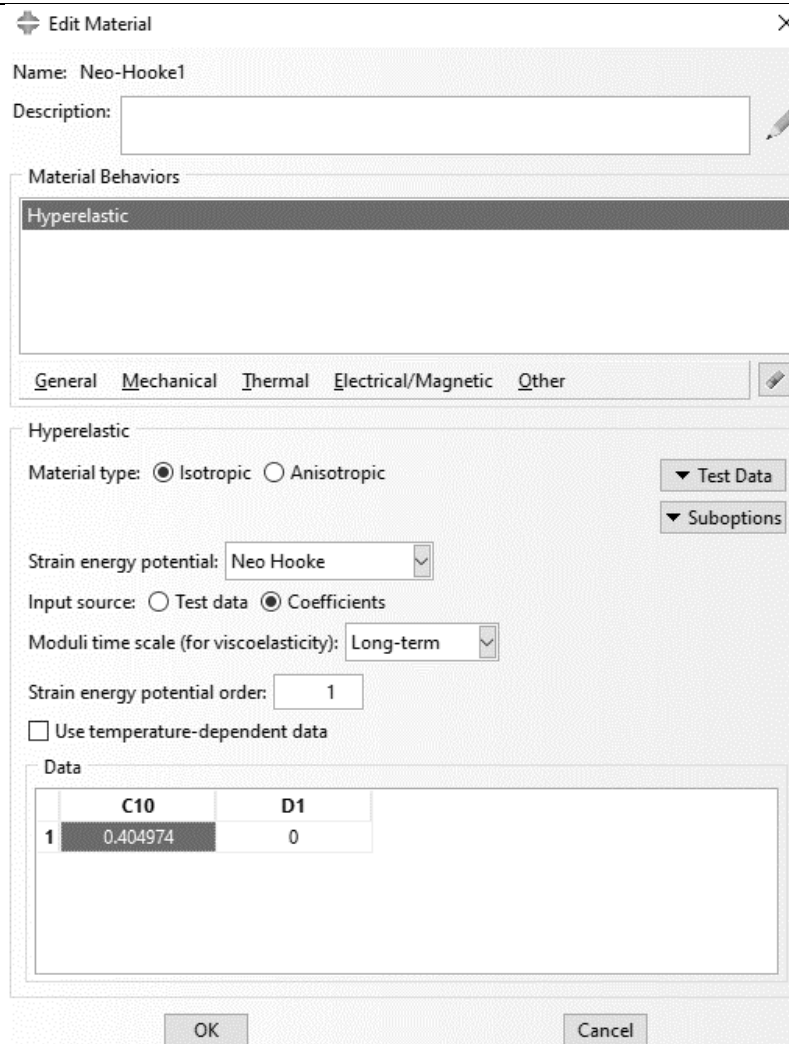 Edit Material
Name: Neo-Hooke1
Description:
Material Behaviors
Hyperelastic
General Mechanical Thermal Electrical/Magnetic Other
Hyperelastic
Material type: Isotropic Anisotropic
Test Data
Suboptions
Strain energy potential: Neo Hooke
Input source: Test data Coefficients
Moduli time scale (for viscoelasticity): Long-term
Strain energy potential order: 1
Use temperature-dependent data
Data
C10 D1
1 0.404974 0
OK Cancel